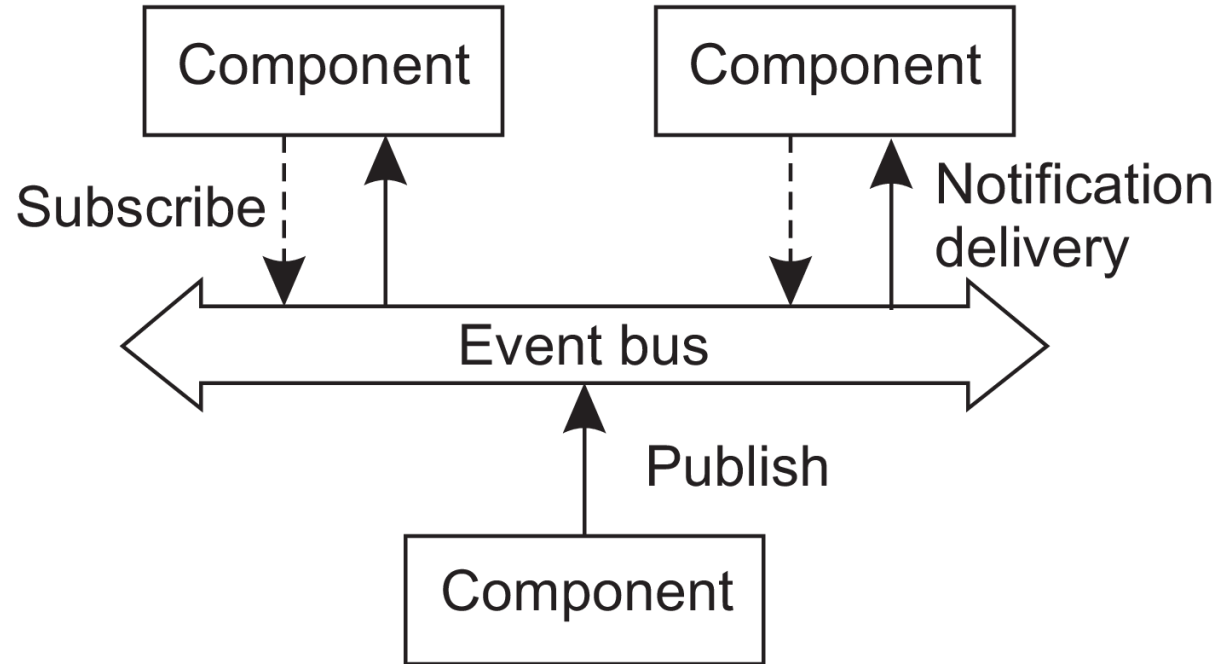 Component
Component
Subscribe
Notification
delivery
Event bus
Publish
Component